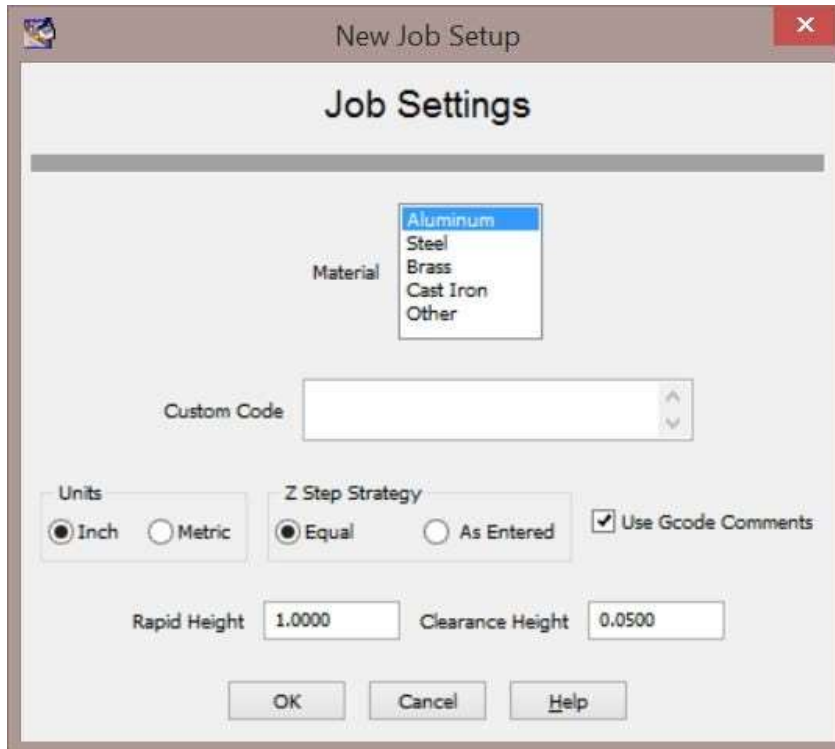 New Job Setup
Job Settings
Material
Aluminum
Steel
Brass
Cast Iron
Other
Custom Code
Units
Inch Metric
Z Step Strategy
Equal As Entered
Use Gcode Comments
Rapid Height 1.0000 Clearance Height 0.0500
OK Cancel Help